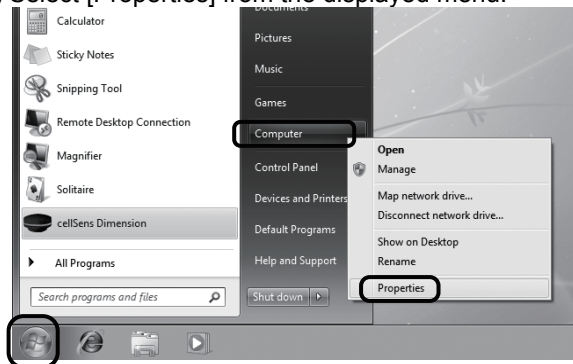 Select [Properties] from the displayed menu.
Calculator
Sticky Notes
Snipping Tool
Remote Desktop Connection
Magnifier
Solitaire
cellSens Dimension
All Programs
Search programs and files
Documents
Pictures
Music
Games
Computer
Control Panel
Devices and Printers
Default Programs
Help and Support
Shut down
Open
Manage
Map network drive...
Disconnect network drive...
Show on Desktop
Rename
Properties